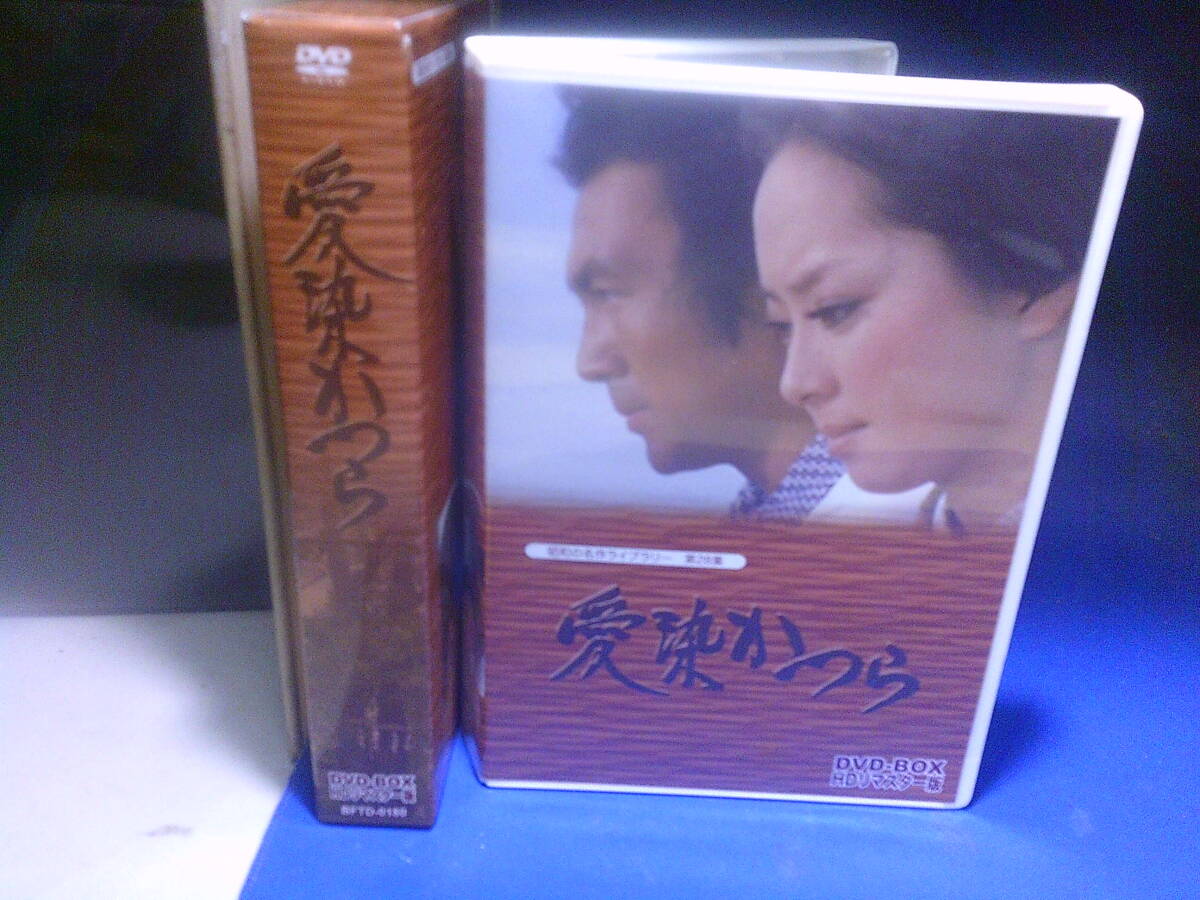 DVD
愛染かつら
DVD-BOX
HDリマスター版
BFTD-0180
昭和の名作ライブラリー 第28集
愛染かつら
DVD-BOX
HDリマスター版